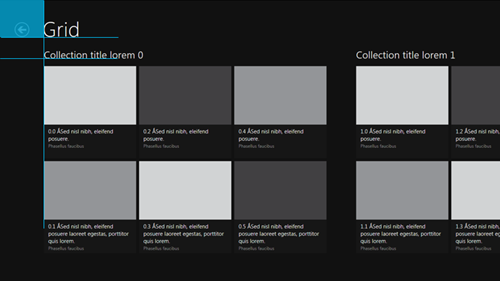 Grid
Collection title lorem 0
Collection title lorem 1
0.0 ÅSed nisl nibh, eleifend
posuere.
Phasellus faucibus
0.2 ÅSed nisl nibh, eleifend
posuere.
Phasellus faucibus
0.4 ÅSed nisl nibh, eleifend
posuere.
Phasellus faucibus
1.0 ÅSed nisl nibh, eleifend
posuere.
Phasellus faucibus
1.2 ÅSed nisl
posuere.
Phasellus faucibus
0.1 ÅSed nisl nibh, eleifend
posuere laoreet egestas, porttitor
quis lorem.
Phasellus faucibus
0.3 ÅSed nisl nibh, eleifend
posuere laoreet egestas, porttitor
quis lorem.
Phasellus faucibus
0.5 ÅSed nisl nibh, eleifend
posuere laoreet egestas, porttitor
quis lorem.
Phasellus faucibus
1.1 ÅSed nisl nibh, eleifend
posuere laoreet egestas, porttitor
quis lorem.
Phasellus faucibus
1.3 ÅSed nisl
posuere laoreet
quis lorem.
Phasellus faucibus